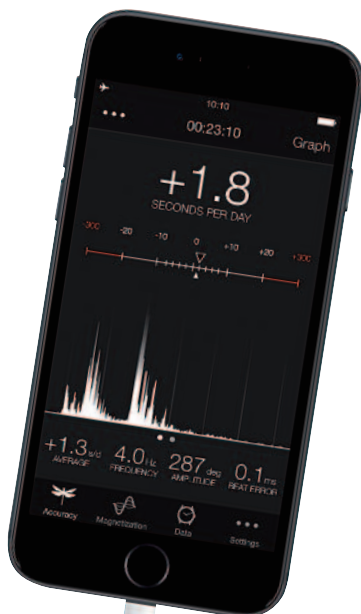 10:10
••• 00:23:10 Graph
+1.8
SECONDS PER DAY
-300 -20 -10 0 +10 +20 +300
+1.3 s/d 4.0 Hz 287 deg 0.1 ms
AVERAGE FREQUENCY AMPLITUDE BEAT ERROR
Accuracy Magnetization Data Settings